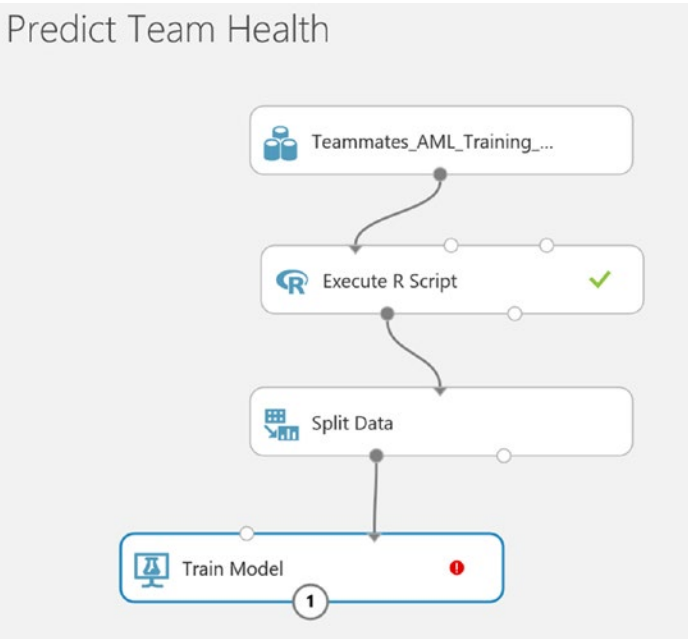 Predict Team Health
Teammates_AML_Training_...
R Execute R Script
Split Data
Train Model
1